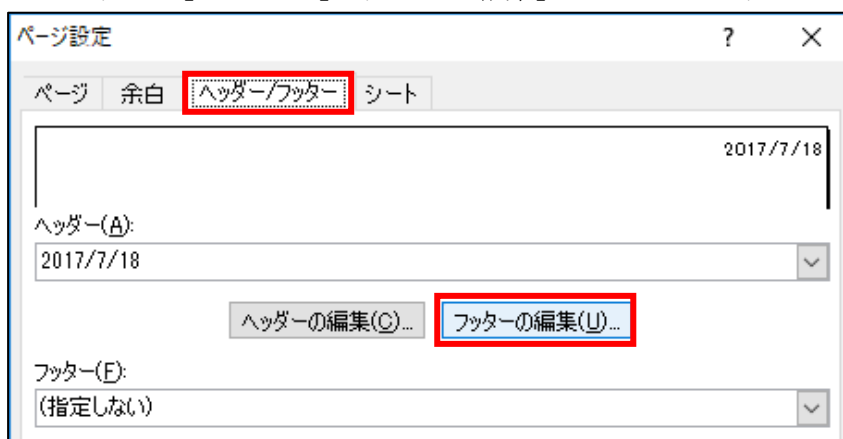 ページ設定 ? ×
ページ 余白 ヘッダー/フッター シート
2017/7/18
ヘッダー(A):
2017/7/18
ヘッダーの編集(C)... フッターの編集(U)...
フッター(F):
(指定しない)